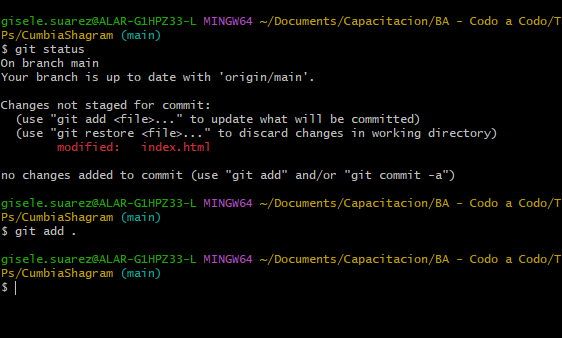 gisele.suarez@ALAR-G1HPZ33-L MINGW64 ~/Documents/Capacitacion/BA - Codo a Codo/T
Ps/CumbiaShagram (main)
$ git status
On branch main
Your branch is up to date with 'origin/main'.
Changes not staged for commit:
(use "git add <file>..." to update what will be committed)
(use "git restore <file>..." to discard changes in working directory)
modified:   index.html
no changes added to commit (use "git add" and/or "git commit -a")
gisele.suarez@ALAR-G1HPZ33-L MINGW64 ~/Documents/Capacitacion/BA - Codo a Codo/T
Ps/CumbiaShagram (main)
$ git add .
gisele.suarez@ALAR-G1HPZ33-L MINGW64 ~/Documents/Capacitacion/BA - Codo a Codo/T
Ps/CumbiaShagram (main)
$